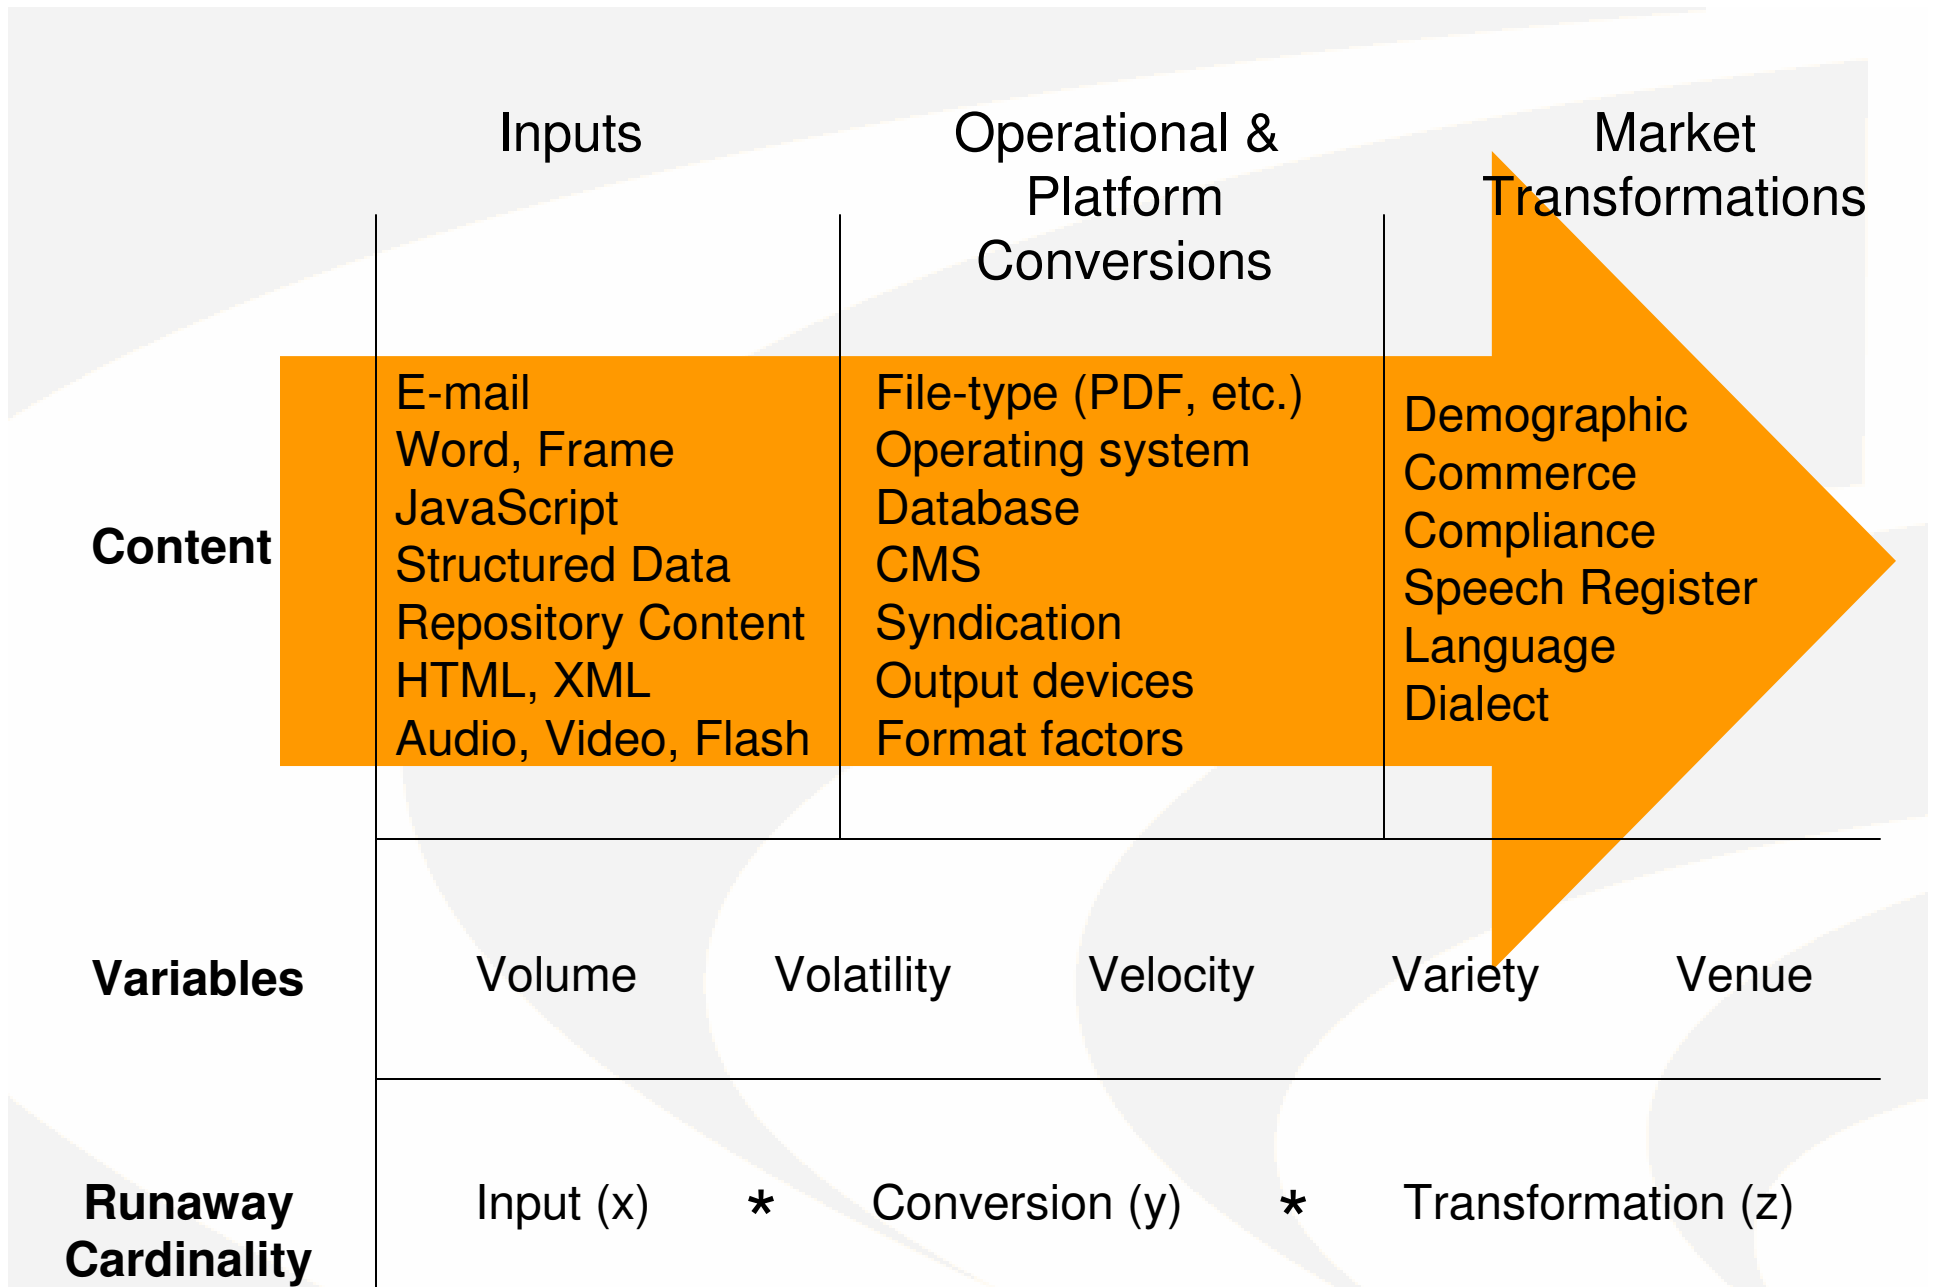 Inputs
Operational &
Platform
Conversions
Market
Transformations
Content
E-mail
Word, Frame
JavaScript
Structured Data
Repository Content
HTML, XML
Audio, Video, Flash
File-type (PDF, etc.)
Operating system
Database
CMS
Syndication
Output devices
Format factors
Demographic
Commerce
Compliance
Speech Register
Language
Dialect
Variables
Volume Volatility Velocity Variety Venue
Runaway
Cardinality
Input (x) * Conversion (y) * Transformation (z)